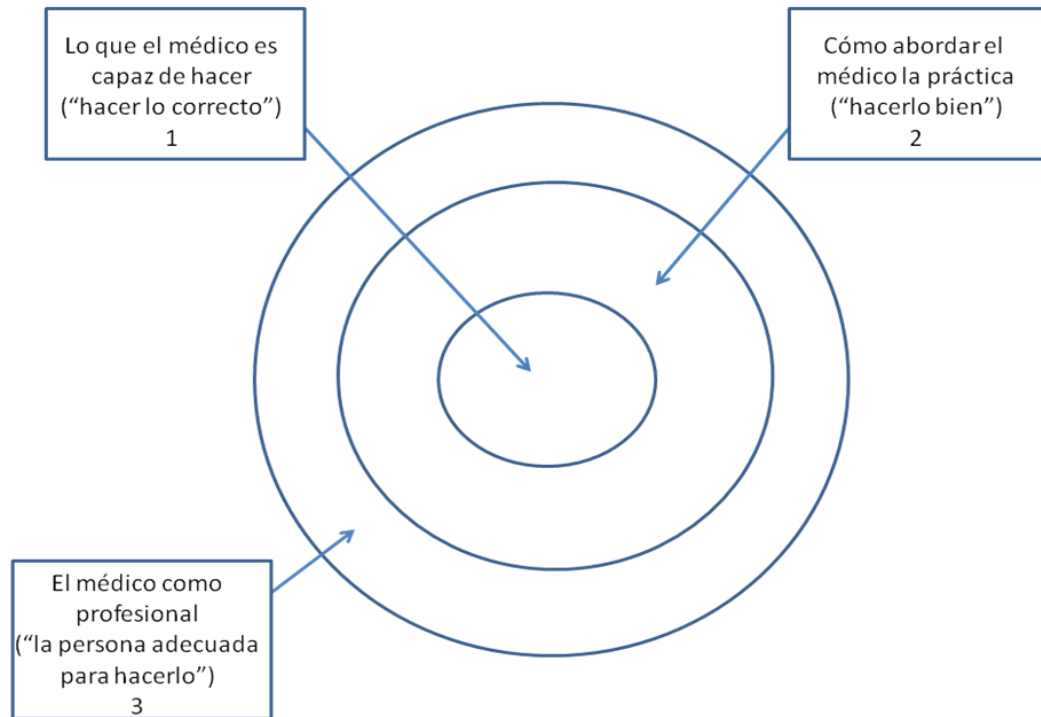 Lo que el médico es
capaz de hacer
(“hacer lo correcto”)
1
Cómo abordar el
médico la práctica
(“hacerlo bien”)
2
El médico como
profesional
(“la persona adecuada
para hacerlo”)
3